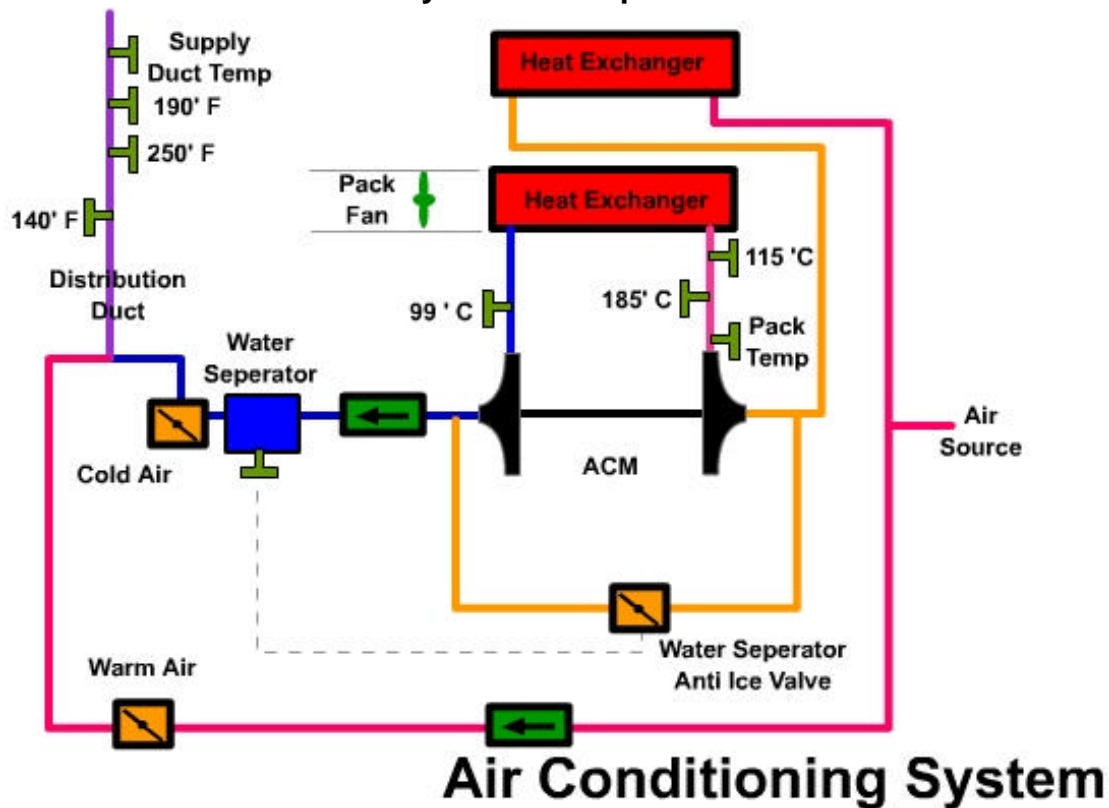 Supply
Duct Temp
190' F
250' F
140' F
Distribution
Duct
Heat Exchanger
Pack
Fan
Heat Exchanger
115 'C
185' C
99 ' C
Pack
Temp
Water
Seperator
Cold Air
ACM
Air
Source
Water Seperator
Anti Ice Valve
Warm Air
Air Conditioning System